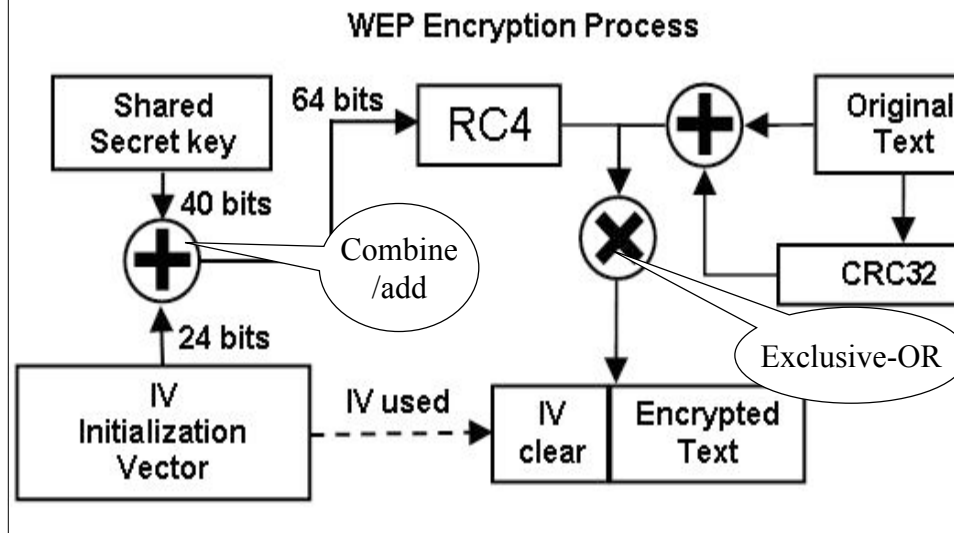 WEP Encryption Process
Shared
Secret key
64 bits
RC4
Original
Text
40 bits
Combine
/add
CRC32
24 bits
Exclusive-OR
IV
Initialization
Vector
IV used
IV
clear
Encrypted
Text